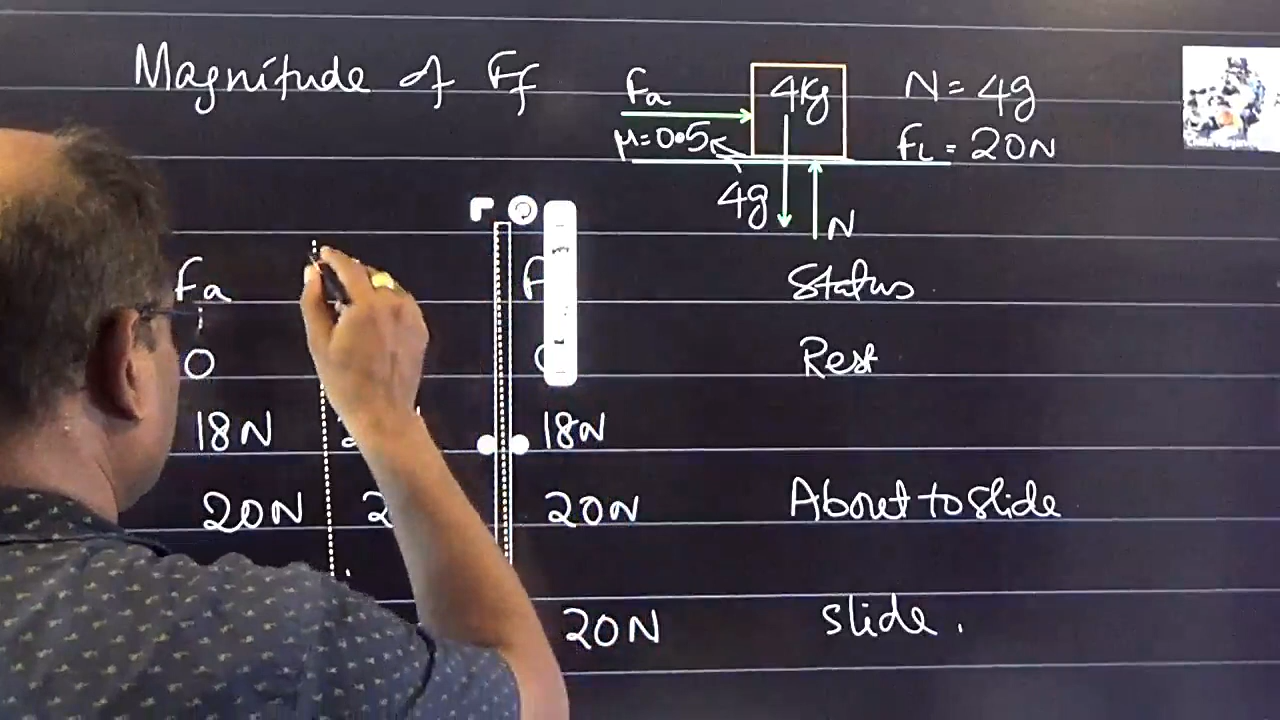 Magnitude of Ff
Fa
4Kg
N = 4g
μ=0.5
FL = 20N
4g
N
Fa
Status
0
Rest
18N
18N
20N
20N
About to slide
20N
slide.